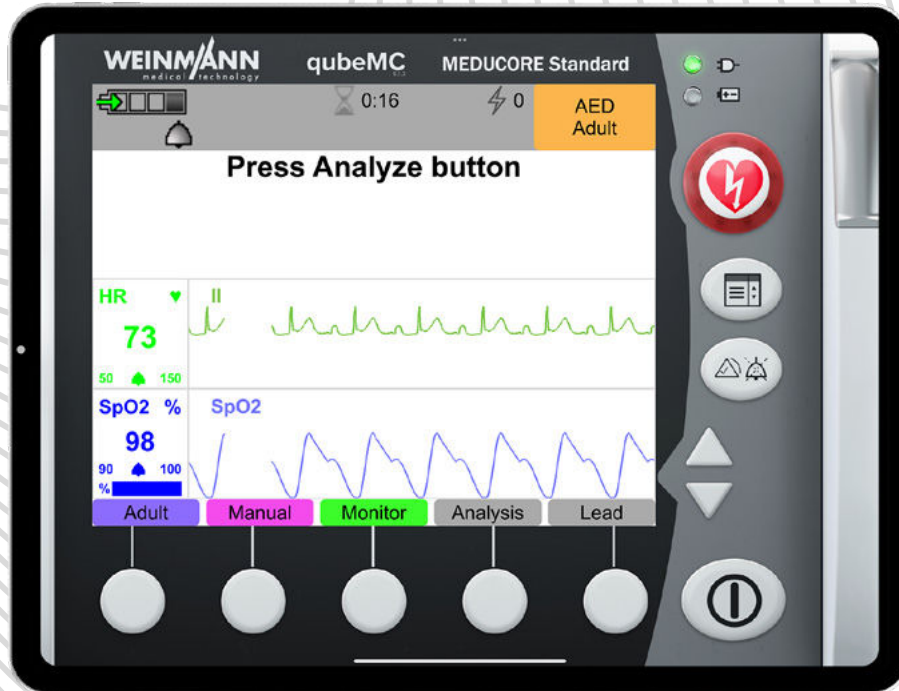 WEINMANN
medical technology
qubeMC
MEDUCORE Standard
0:16
0
AED
Adult
Press Analyze button
HR
II
73
50 150
SpO2 %
SpO2
98
90 100
%
Adult Manual Monitor Analysis Lead